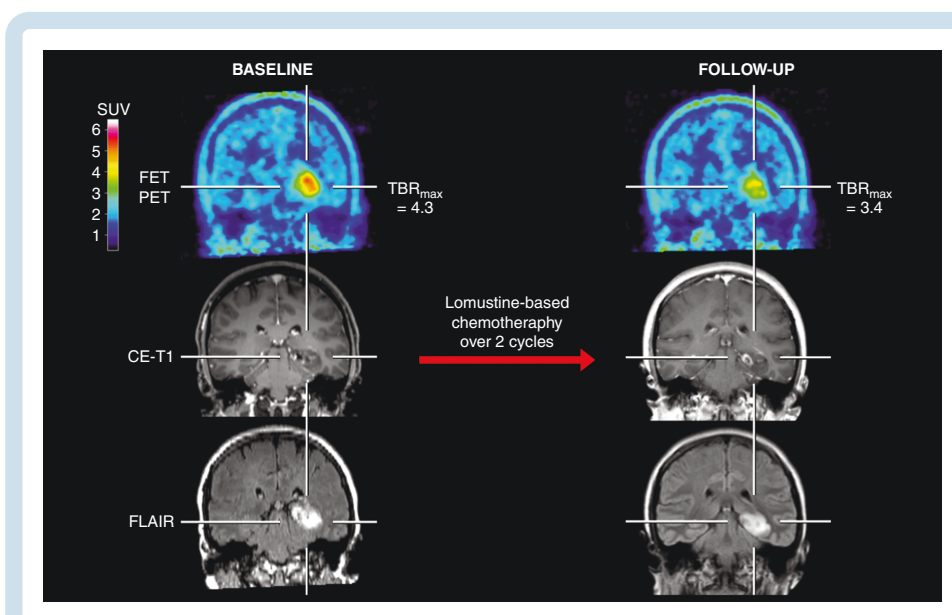 BASELINE
FOLLOW-UP
SUV
6
5
4
3
2
1
FET
PET
TBRmax
= 4.3
TBRmax
= 3.4
Lomustine-based
chemotheraphy
over 2 cycles
CE-T1
FLAIR